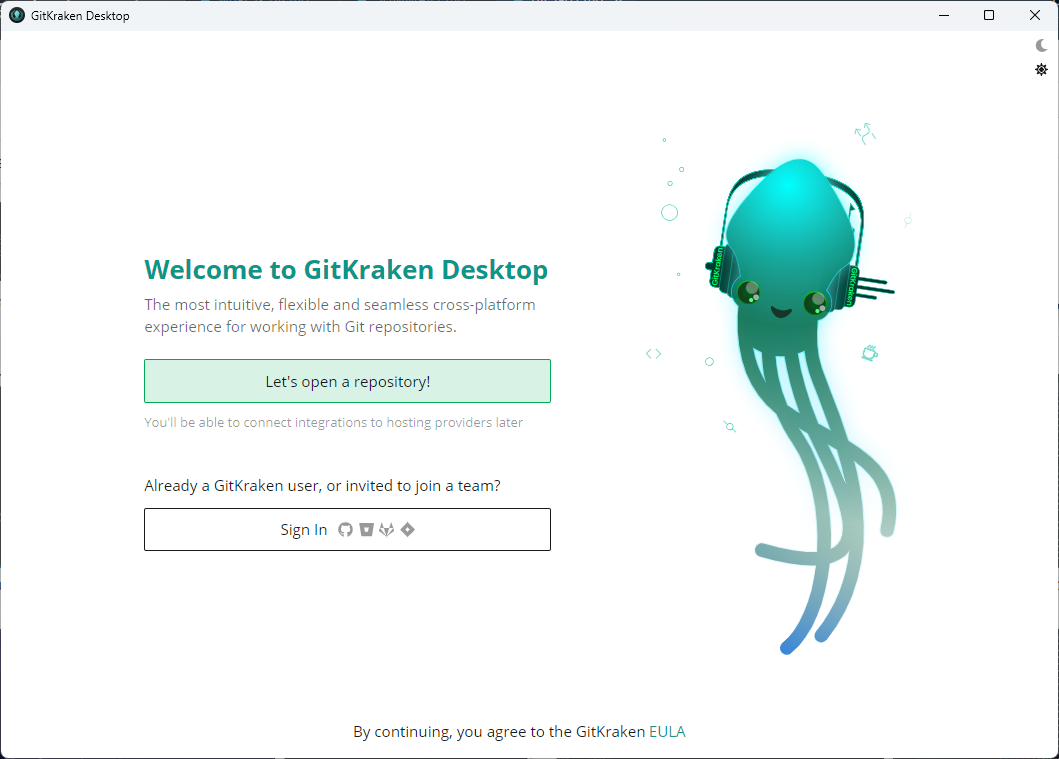 GitKraken Desktop
Welcome to GitKraken Desktop
The most intuitive, flexible and seamless cross-platform
experience for working with Git repositories.
Let's open a repository!
You'll be able to connect integrations to hosting providers later
Already a GitKraken user, or invited to join a team?
Sign In
GitKraken
GitKraken
By continuing, you agree to the GitKraken EULA